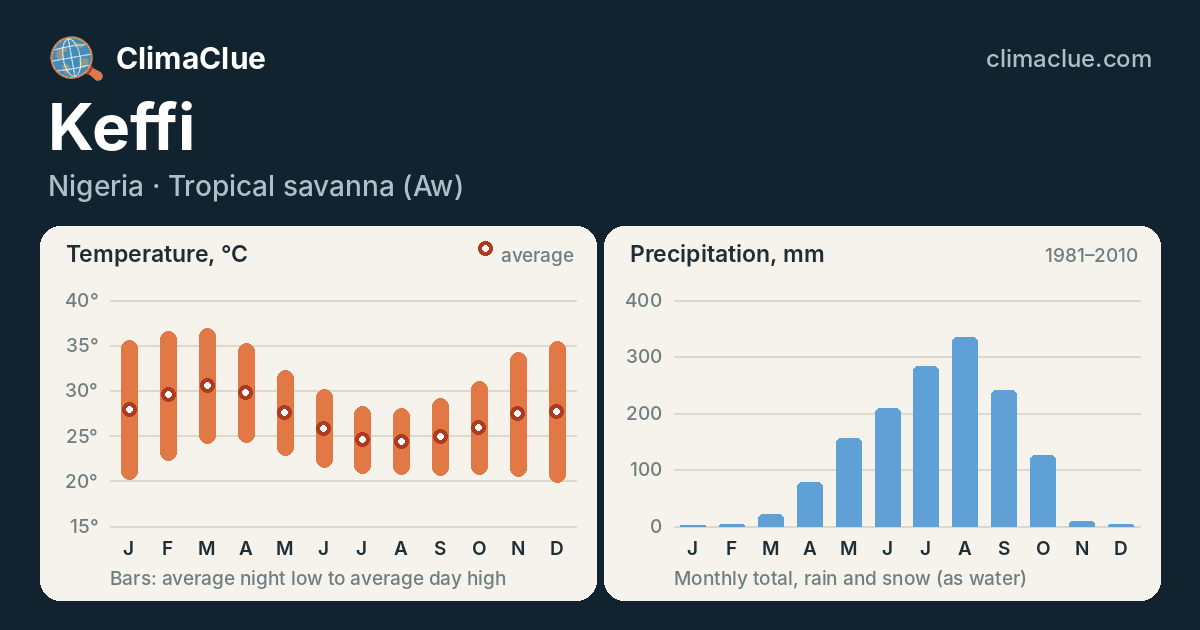 ClimaClue
climaclue.com
Keffi
Nigeria · Tropical savanna (Aw)
Temperature, °C
average
40°
35°
30°
25°
20°
15°
J F M A M J J A S O N D
Bars: average night low to average day high
Precipitation, mm
1981–2010
400
300
200
100
0
J F M A M J J A S O N D
Monthly total, rain and snow (as water)